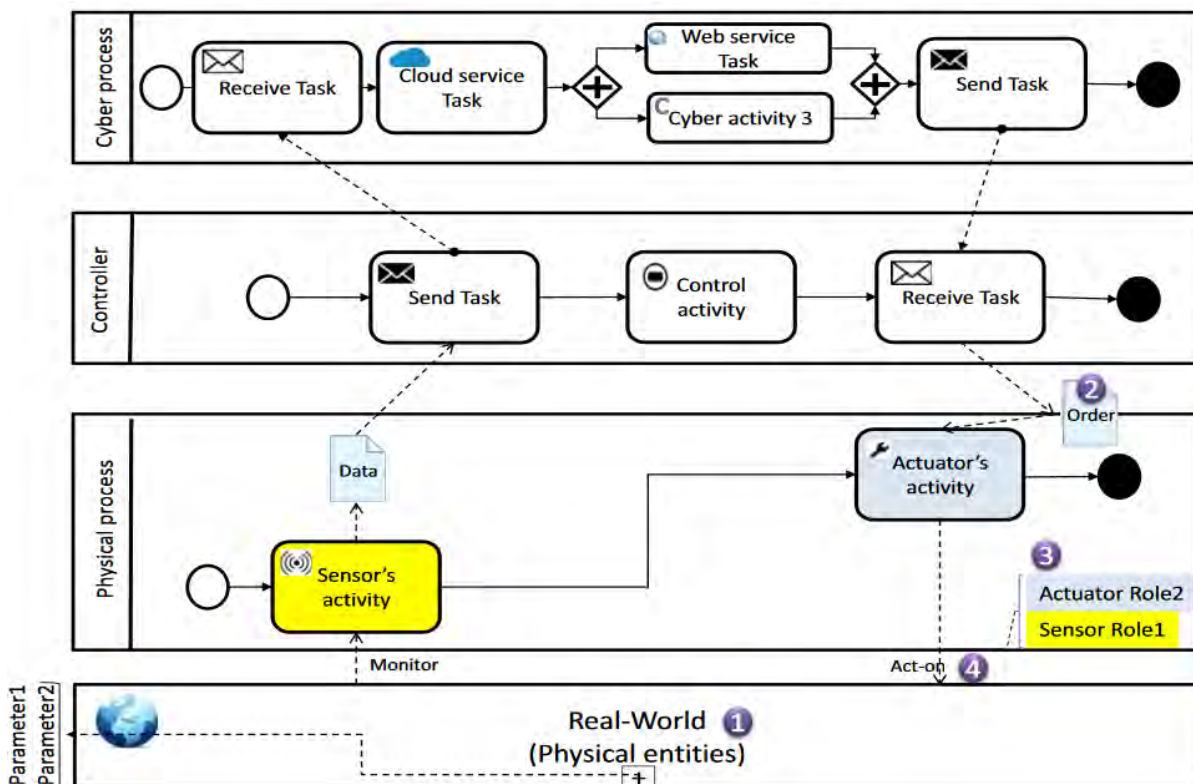 Cyber process
Receive Task
Cloud service
Task
Web service
Task
C
Cyber activity 3
Send Task
Controller
Send Task
Control
activity
Receive Task
Physical process
Data
Sensor's
activity
2
Order
Actuator's
activity
3
Actuator Role2
Sensor Role1
Monitor
Act-on
4
Parameter1
Parameter2
Real-World
1
(Physical entities)